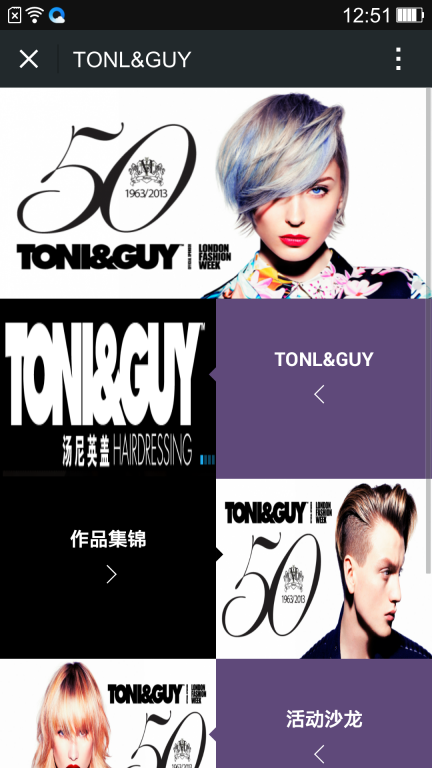 12:51
TONL&GUY
50
1963/2013
TONI&GUY
LONDON
FASHION
WEEK
TONI&GUY
汤尼英盖 HAIRDRESSING
TONL&GUY
作品集锦
TONI&GUY
LONDON
FASHION
WEEK
50
1963/2013
TONI&GUY
LONDON
FASHION
WEEK
50
活动沙龙